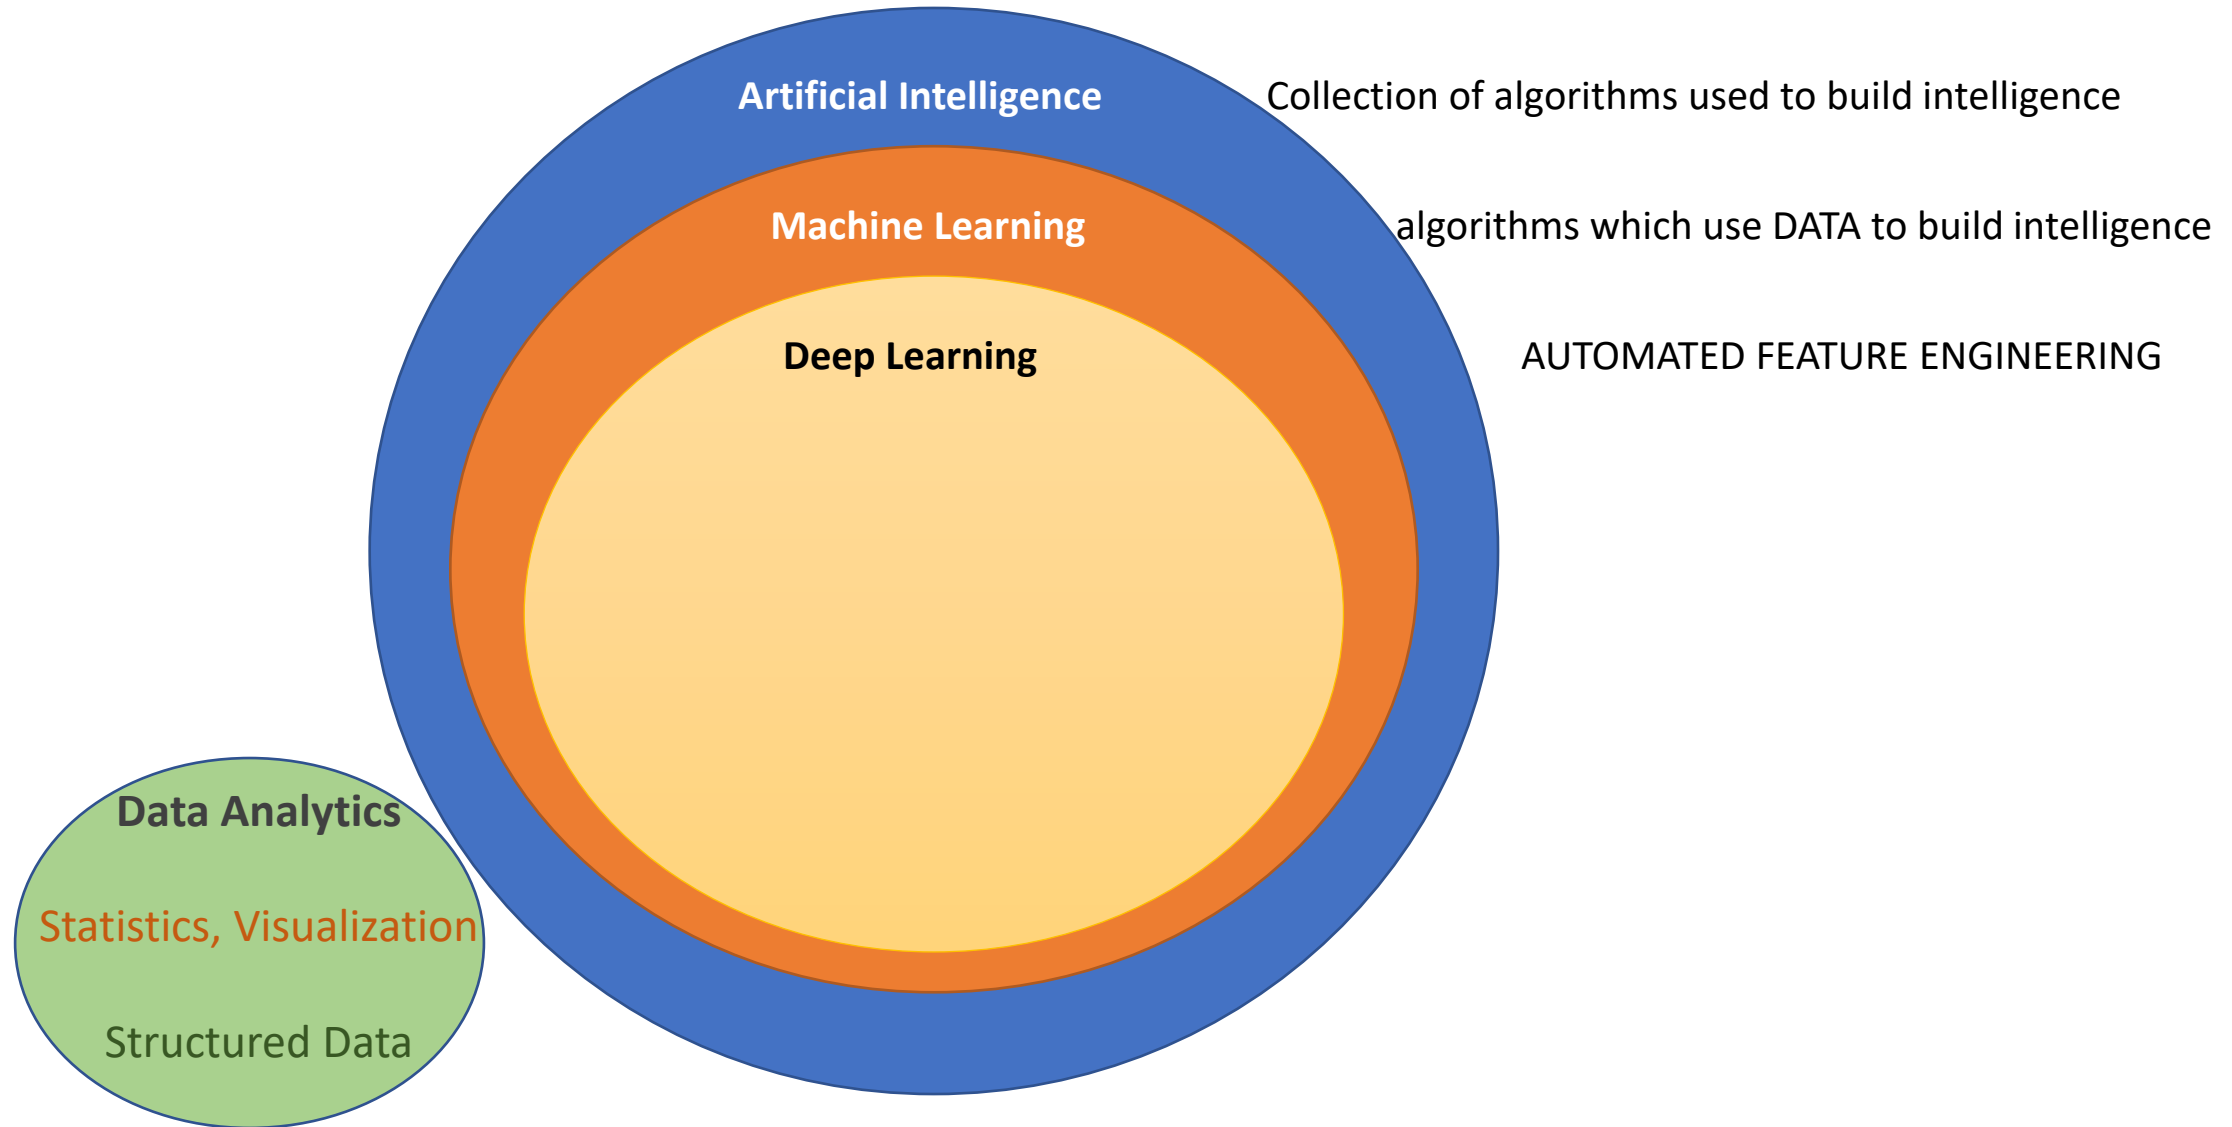 Artificial Intelligence Collection of algorithms used to build intelligence
Machine Learning algorithms which use DATA to build intelligence
Deep Learning AUTOMATED FEATURE ENGINEERING
Data Analytics
Statistics, Visualization
Structured Data